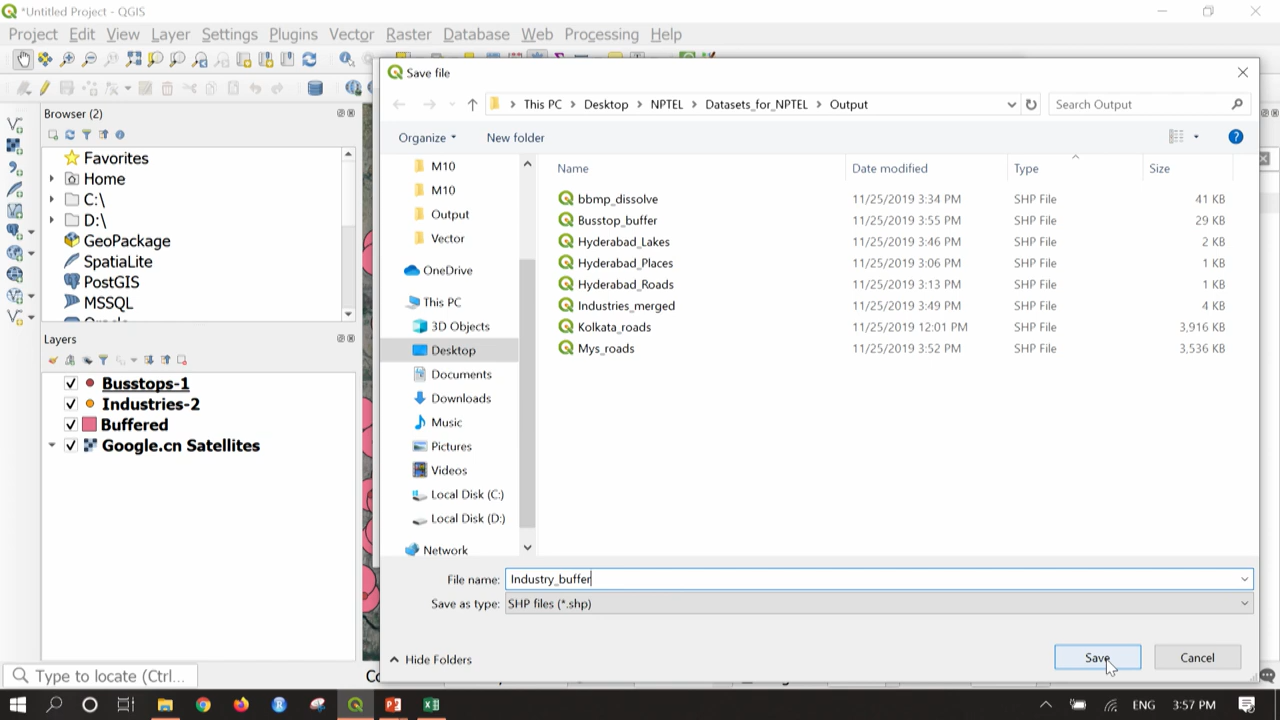 *Untitled Project - QGIS
Project Edit View Layer Settings Plugins Vector Raster Database Web Processing Help
Save file
This PC > Desktop > NPTEL > Datasets_for_NPTEL > Output
Search Output
Organize New folder
Browser (2)
Favorites
Home
C:\
D:\
GeoPackage
SpatiaLite
PostGIS
MSSQL
Layers
Busstops-1
Industries-2
Buffered
Google.cn Satellites
M10
M10
Output
Vector
OneDrive
This PC
3D Objects
Desktop
Documents
Downloads
Music
Pictures
Videos
Local Disk (C:)
Local Disk (D:)
Network
Name Date modified Type Size
bbmp_dissolve 11/25/2019 3:34 PM SHP File 41 KB
Busstop_buffer 11/25/2019 3:55 PM SHP File 29 KB
Hyderabad_Lakes 11/25/2019 3:46 PM SHP File 2 KB
Hyderabad_Places 11/25/2019 3:06 PM SHP File 1 KB
Hyderabad_Roads 11/25/2019 3:13 PM SHP File 1 KB
Industries_merged 11/25/2019 3:49 PM SHP File 4 KB
Kolkata_roads 11/25/2019 12:01 PM SHP File 3,916 KB
Mys_roads 11/25/2019 3:52 PM SHP File 3,536 KB
File name: Industry_buffer
Save as type: SHP files (*.shp)
Hide Folders
Save Cancel
Type to locate (Ctrl...
ENG 3:57 PM